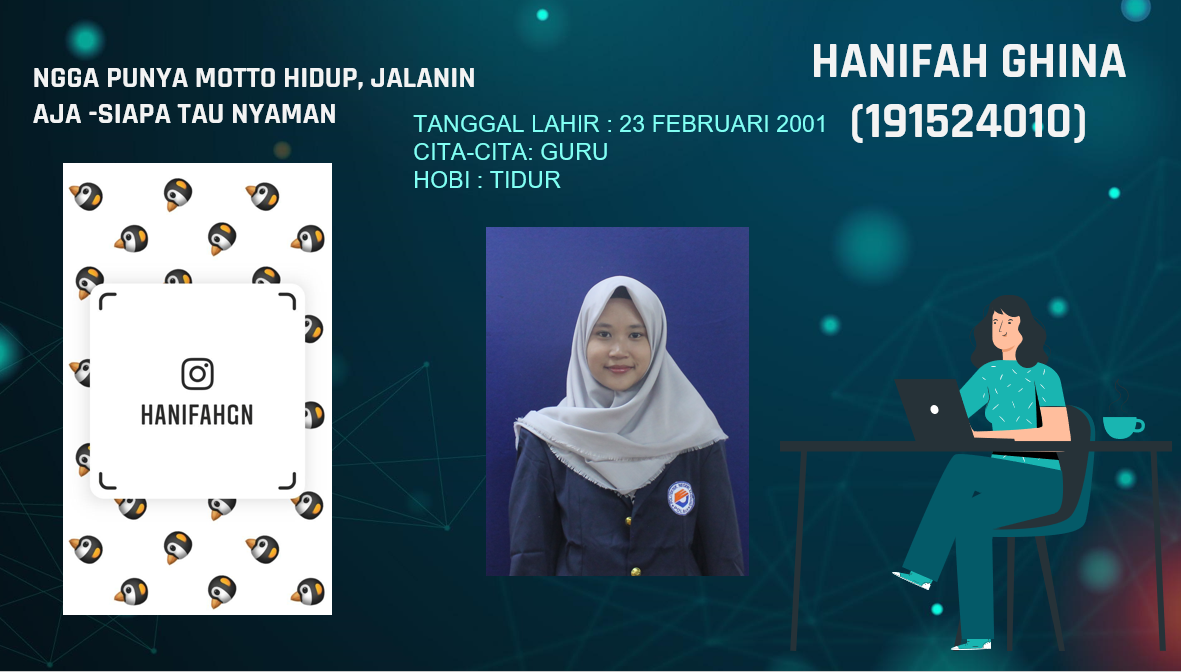 NGGA PUNYA MOTTO HIDUP, JALANIN
AJA -SIAPA TAU NYAMAN
HANIFAH GHINA
(191524010)
TANGGAL LAHIR : 23 FEBRUARI 2001
CITA-CITA: GURU
HOBI : TIDUR
HANIFAHGN